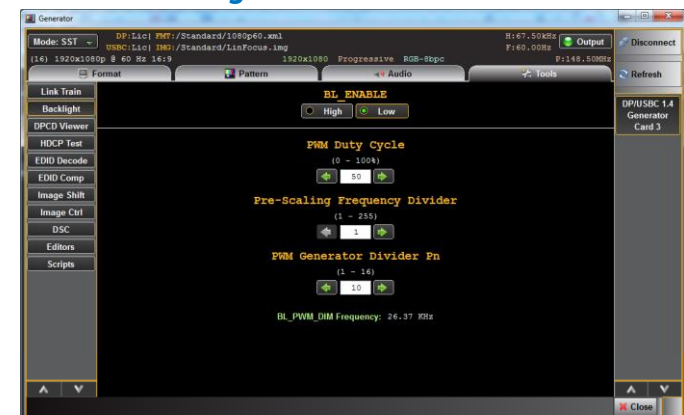 Generator
Mode: SST
DP:Lic| FMT:/Standard/1080p60.xml
USBC:Lic| IMG:/Standard/LinFocus.img
H:67.50kHz
F:60.00Hz
Output
(16) 1920x1080p @ 60 Hz 16:9
1920x1080 Progressive RGB-8bpc
P:148.50MHz
Disconnect
Format
Pattern
Audio
Tools
Refresh
Link Train
Backlight
DPCD Viewer
HDCP Test
EDID Decode
EDID Comp
Image Shift
Image Ctrl
DSC
Editors
Scripts
BL_ENABLE
High
Low
PWM Duty Cycle
(0 - 100%)
50
Pre-Scaling Frequency Divider
(1 - 255)
1
PWM Generator Divider Pn
(1 - 16)
10
BL_PWM_DIM Frequency: 26.37 KHz
DP/USBC 1.4
Generator
Card 3
Close